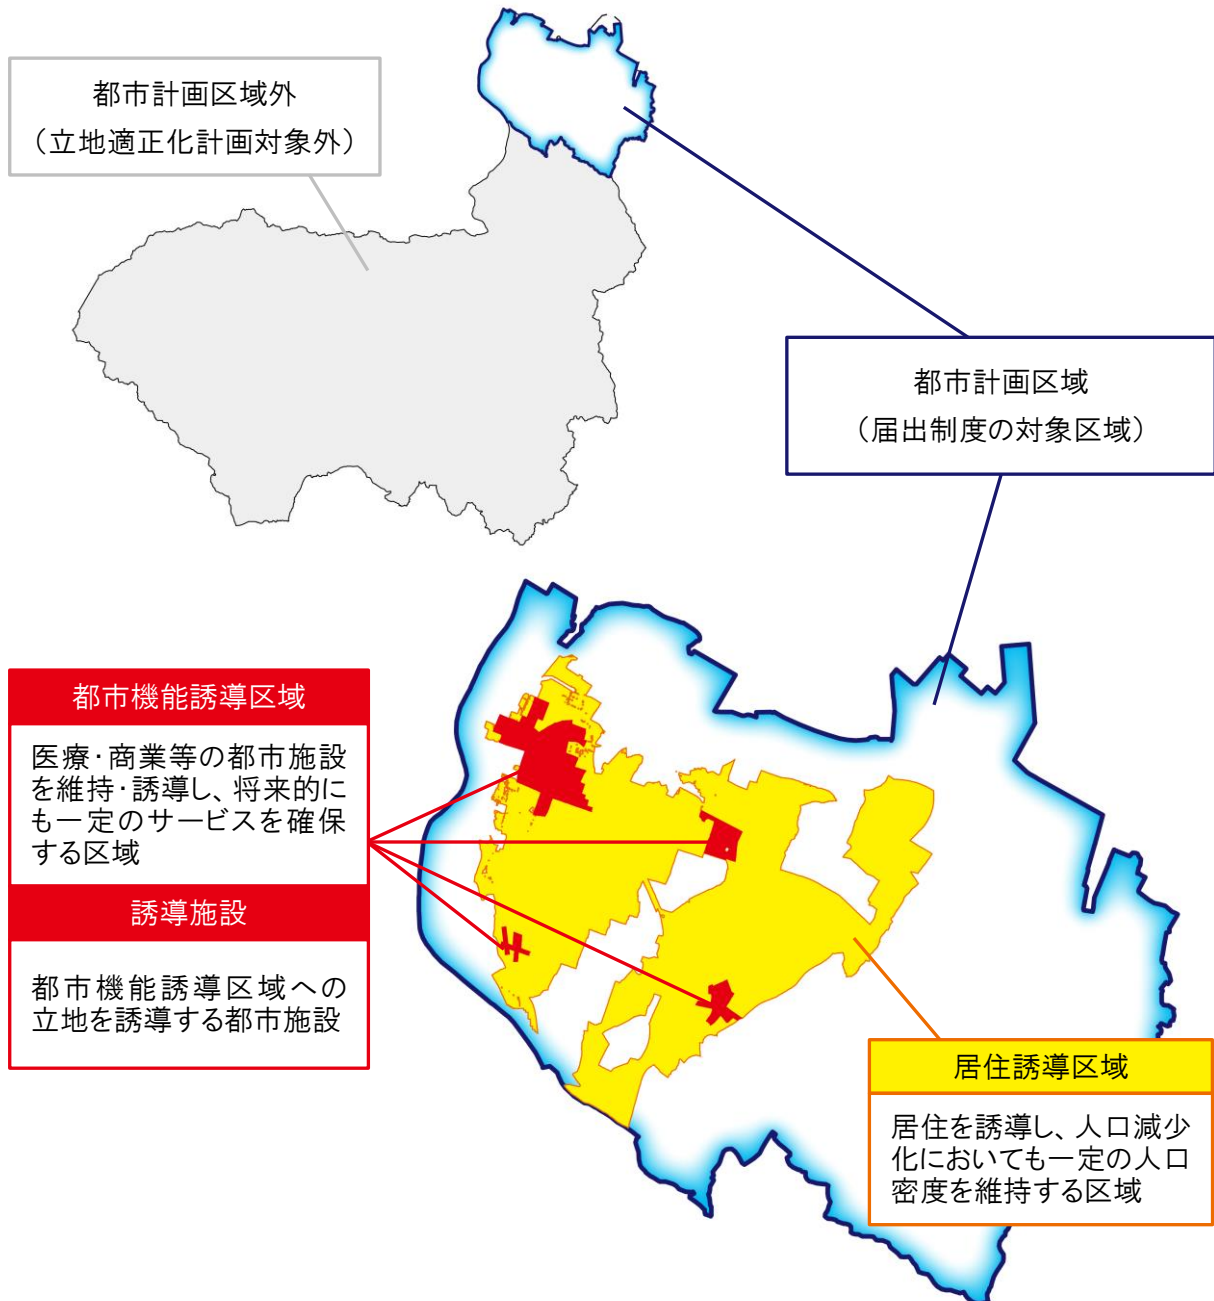 都市計画区域外
（立地適正化計画対象外）
都市計画区域
（届出制度の対象区域）
都市機能誘導区域
医療・商業等の都市施設
を維持・誘導し、将来的に
も一定のサービスを確保
する区域
誘導施設
都市機能誘導区域への
立地を誘導する都市施設
居住誘導区域
居住を誘導し、人口減少
化においても一定の人口
密度を維持する区域